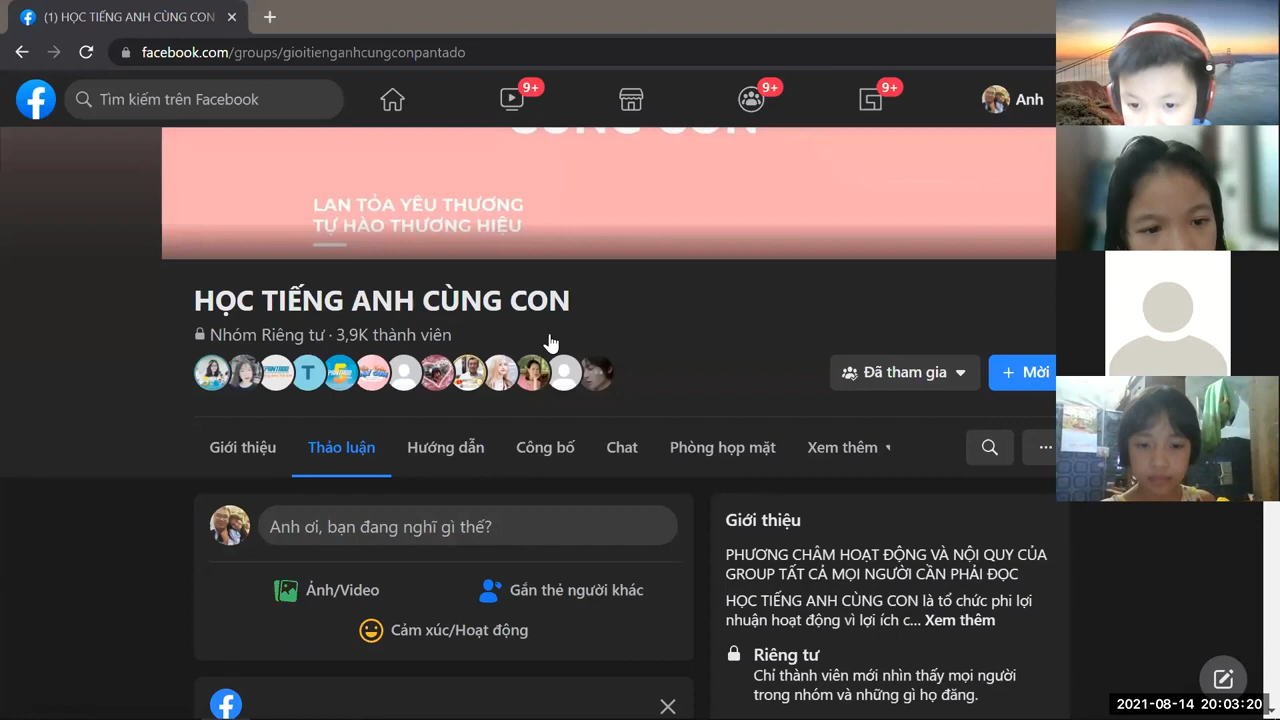 (1) HỌC TIẾNG ANH CÙNG CON
facebook.com/groups/gioitienganhcungconpantado
Tìm kiếm trên Facebook
9+
9+
9+
Anh
CÙNG CON
LAN TỎA YÊU THƯƠNG
TỰ HÀO THƯƠNG HIỆU
HỌC TIẾNG ANH CÙNG CON
Nhóm Riêng tư · 3,9K thành viên
T
Đã tham gia
+ Mời
Giới thiệu
Thảo luận
Hướng dẫn
Công bố
Chat
Phòng họp mặt
Xem thêm
Anh ơi, bạn đang nghĩ gì thế?
Ảnh/Video
Gắn thẻ người khác
Cảm xúc/Hoạt động
Giới thiệu
PHƯƠNG CHÂM HOẠT ĐỘNG VÀ NỘI QUY CỦA
GROUP TẤT CẢ MỌI NGƯỜI CẦN PHẢI ĐỌC
HỌC TIẾNG ANH CÙNG CON là tổ chức phi lợi
nhuận hoạt động vì lợi ích c... Xem thêm
Riêng tư
Chỉ thành viên mới nhìn thấy mọi người
trong nhóm và những gì họ đăng.
2021-08-14 20:03:20